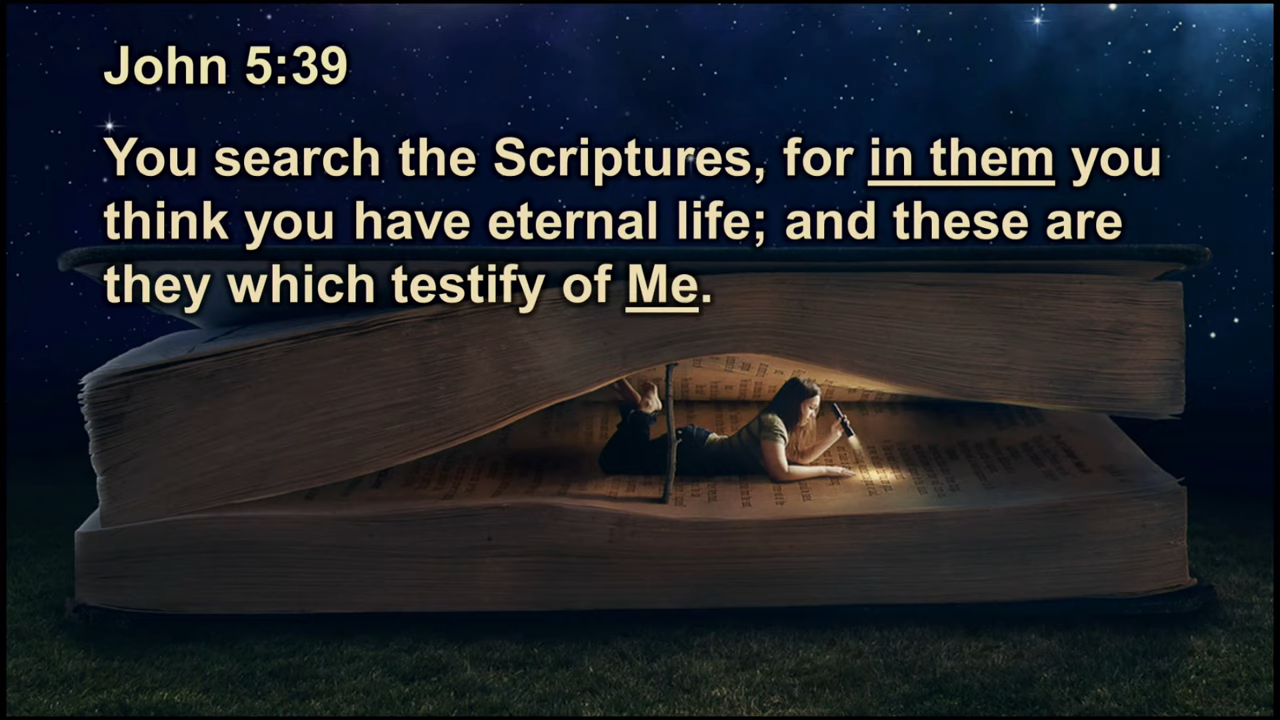 John 5:39
You search the Scriptures, for in them you
think you have eternal life; and these are
they which testify of Me.